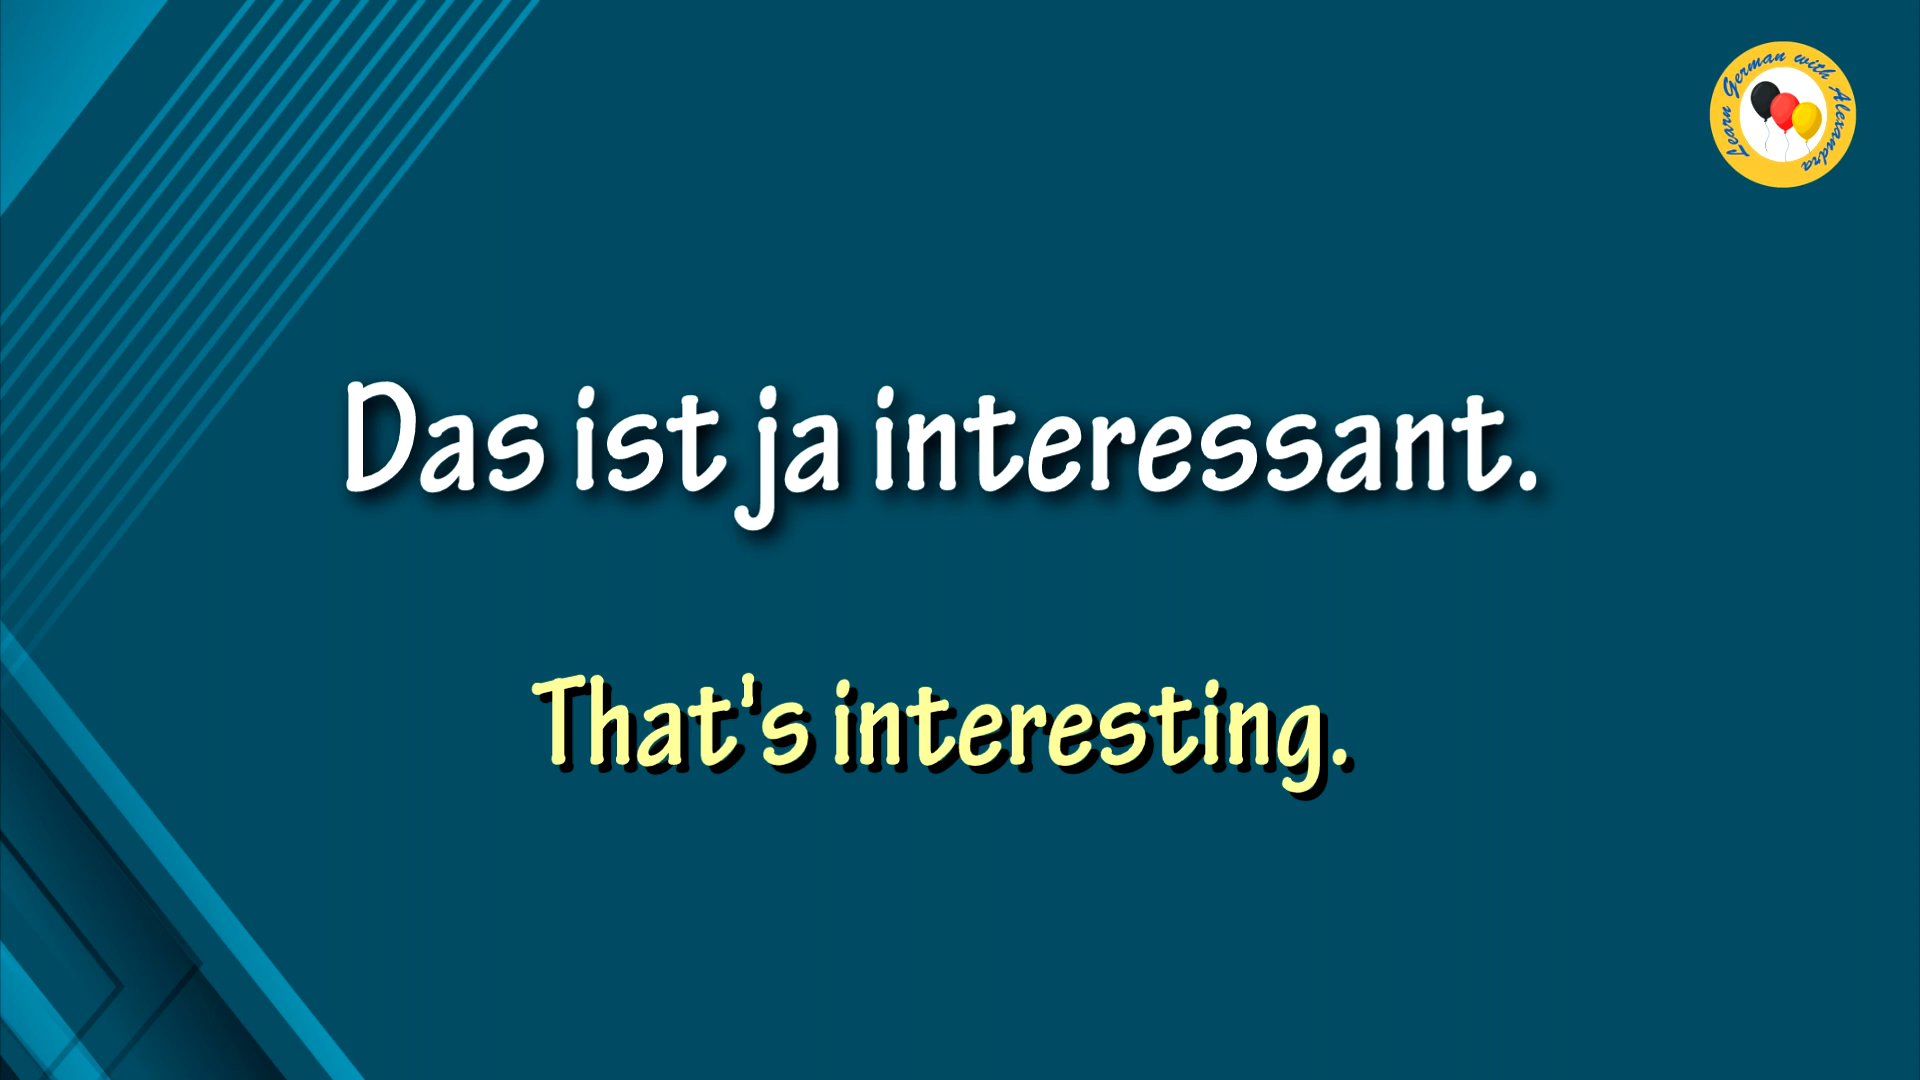 Learn German with Alexandra
Das ist ja interessant.
That's interesting.